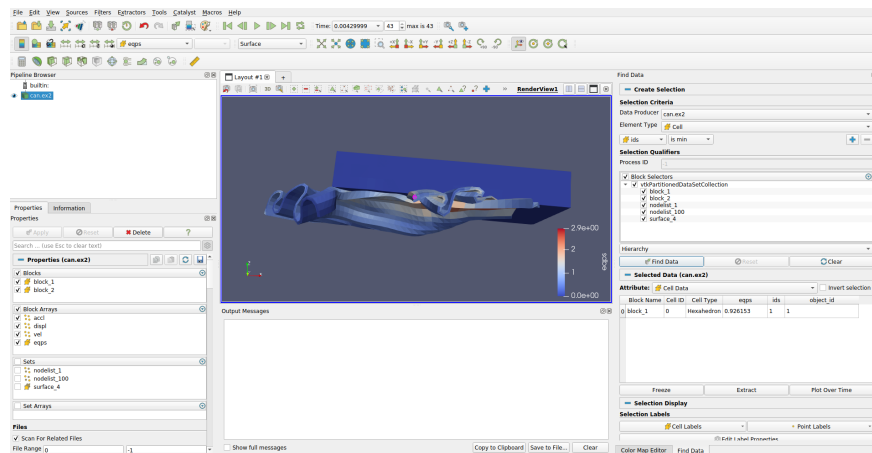 File Edit View Sources Filters Extractors Tools Catalyst Macros Help
Time: 0.00429999 43 max is 43
eqps Surface
Pipeline Browser
builtin:
can.ex2
Properties Information
Properties
Apply Reset Delete ?
Search ... (use Esc to clear text)
Properties (can.ex2)
Blocks
block_1
block_2
Block Arrays
accl
displ
vel
eqps
Sets
nodelist_1
nodelist_100
surface_4
Set Arrays
Files
Scan For Related Files
File Range 0 -1
Layout #1 +
3D RenderView1
2.9e+00
2
1
0.0e+00
eqps
Output Messages
Show full messages Copy to Clipboard Save to File... Clear
Find Data
Create Selection
Selection Criteria
Data Producer can.ex2
Element Type Cell
ids is min
Selection Qualifiers
Process ID
Block Selectors
vtkPartitionedDataSetCollection
block_1
block_2
nodelist_1
nodelist_100
surface_4
Hierarchy
Find Data Reset Clear
Selected Data (can.ex2)
Attribute: Cell Data Invert selection
Block Name Cell ID Cell Type eqps ids object_id
0 block_1 0 Hexahedron 0.926153 1 1
Freeze Extract Plot Over Time
Selection Display
Selection Labels
Cell Labels Point Labels
Edit Label Properties
Color Map Editor Find Data